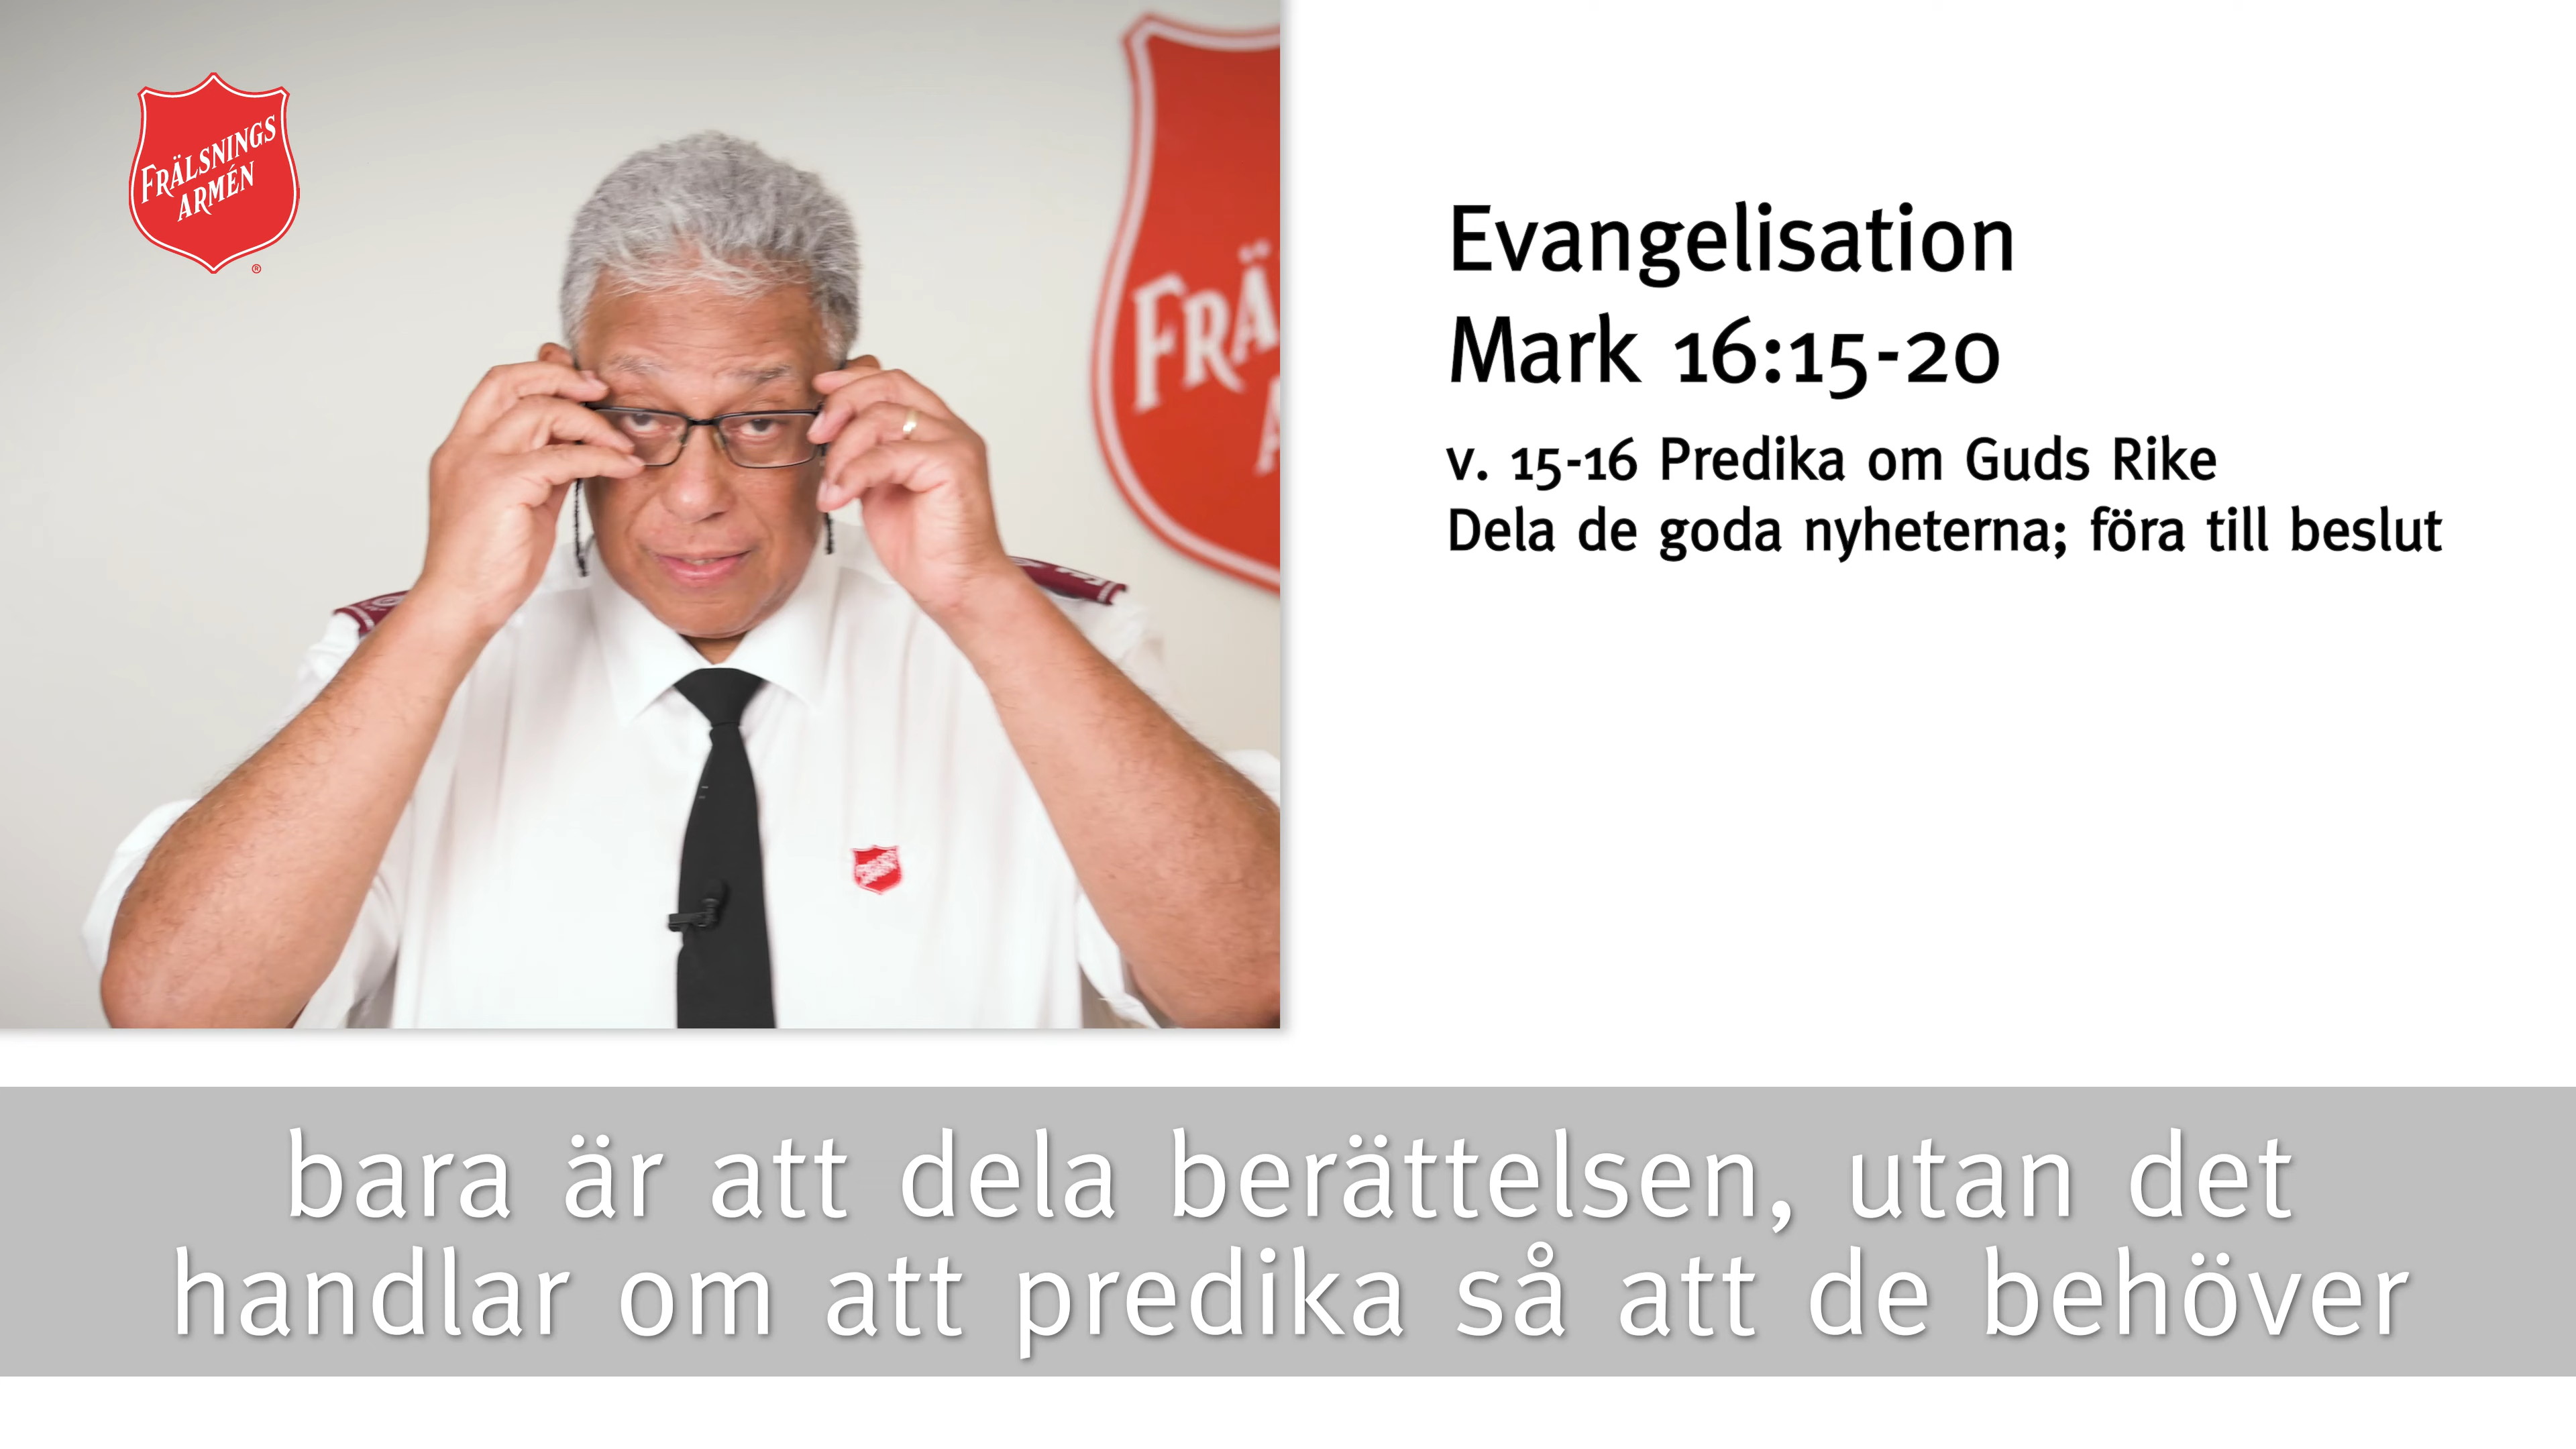 FRÄLSNINGS
ARMÉN
®
FRÄ
A
Evangelisation
Mark 16:15-20
v. 15-16 Predika om Guds Rike
Dela de goda nyheterna; föra till beslut
bara är att dela berättelsen, utan det
handlar om att predika så att de behöver